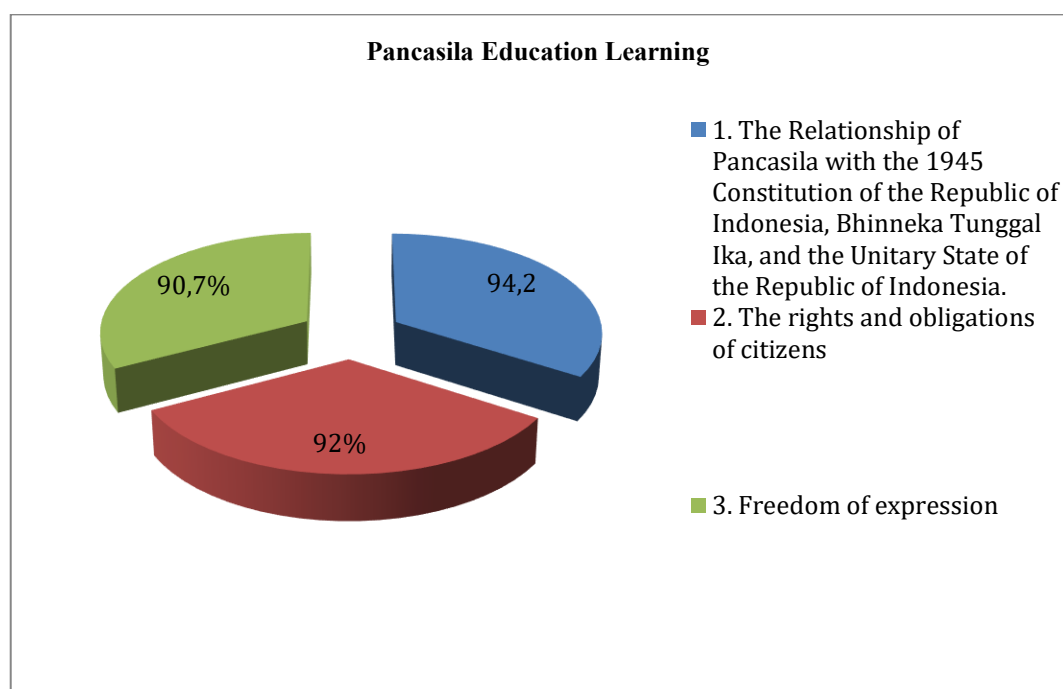 Pancasila Education Learning
90,7%
94,2
92%
1. The Relationship of
Pancasila with the 1945
Constitution of the Republic of
Indonesia, Bhinneka Tunggal
Ika, and the Unitary State of
the Republic of Indonesia.
2. The rights and obligations
of citizens
3. Freedom of expression